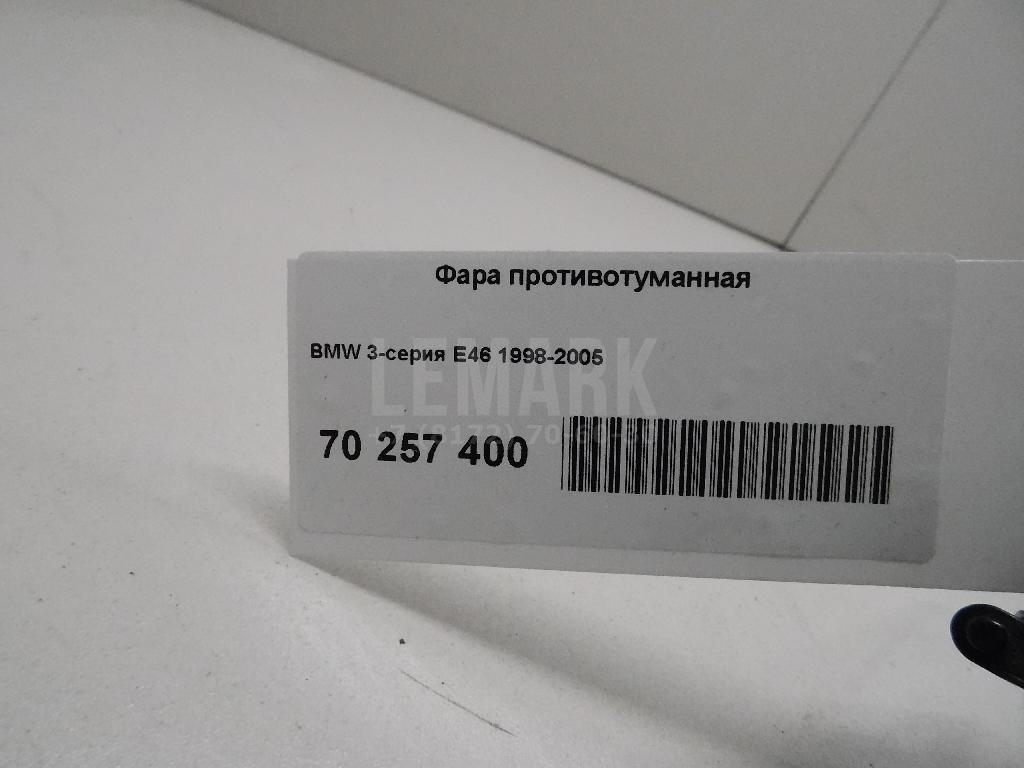 Фара противотуманная
BMW 3-серия E46 1998-2005
LEMARK
70 257 400